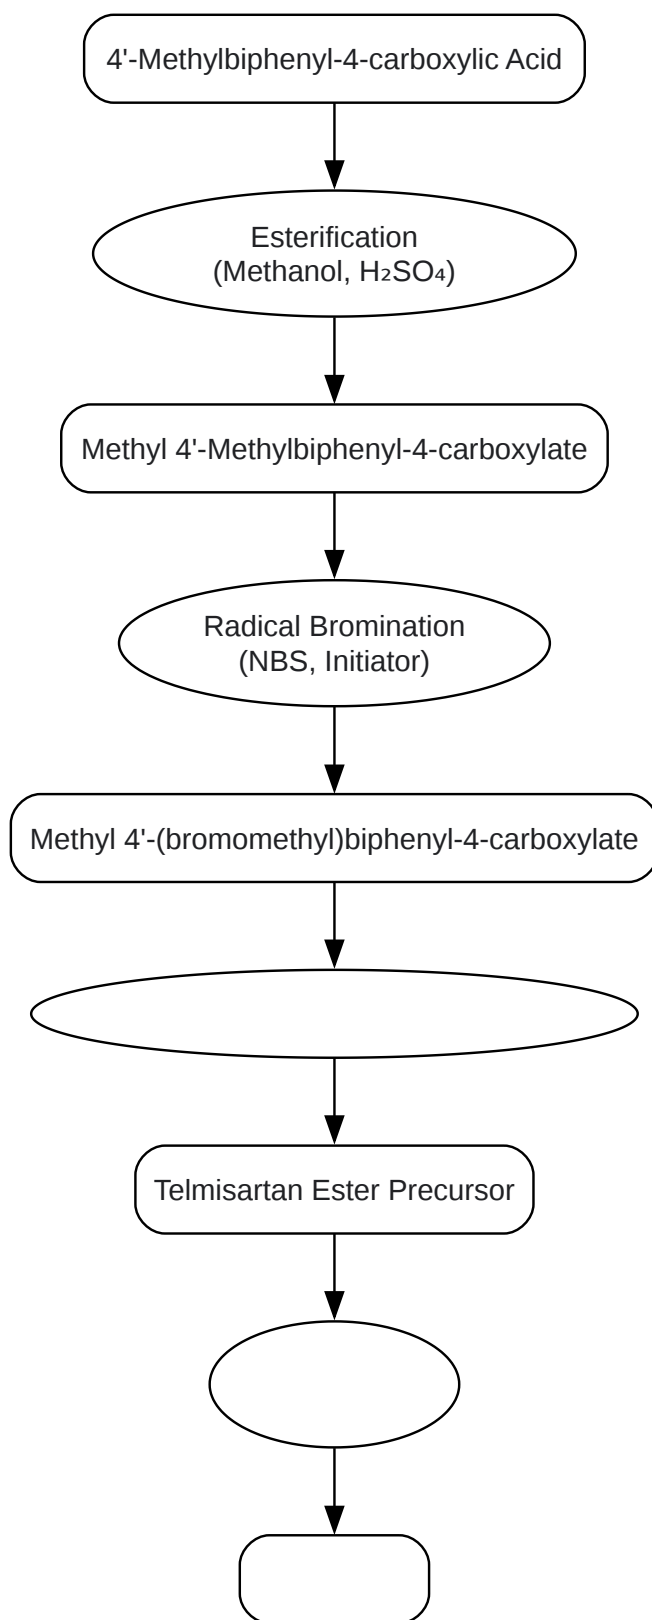 4'-Methylbiphenyl-4-carboxylic Acid
Esterification
(Methanol, H₂SO₄)
Methyl 4'-Methylbiphenyl-4-carboxylate
Radical Bromination
(NBS, Initiator)
Methyl 4'-(bromomethyl)biphenyl-4-carboxylate
Telmisartan Ester Precursor